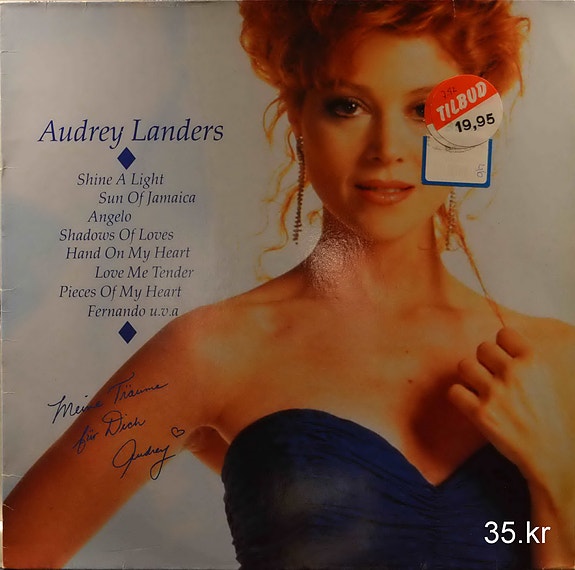 Audrey Landers
TILBUD
19,95
Shine A Light
Sun Of Jamaica
Angelo
Shadows Of Loves
Hand On My Heart
Love Me Tender
Pieces Of My Heart
Fernando u.v.a
Meine Träume
für Dich
Audrey
35.kr